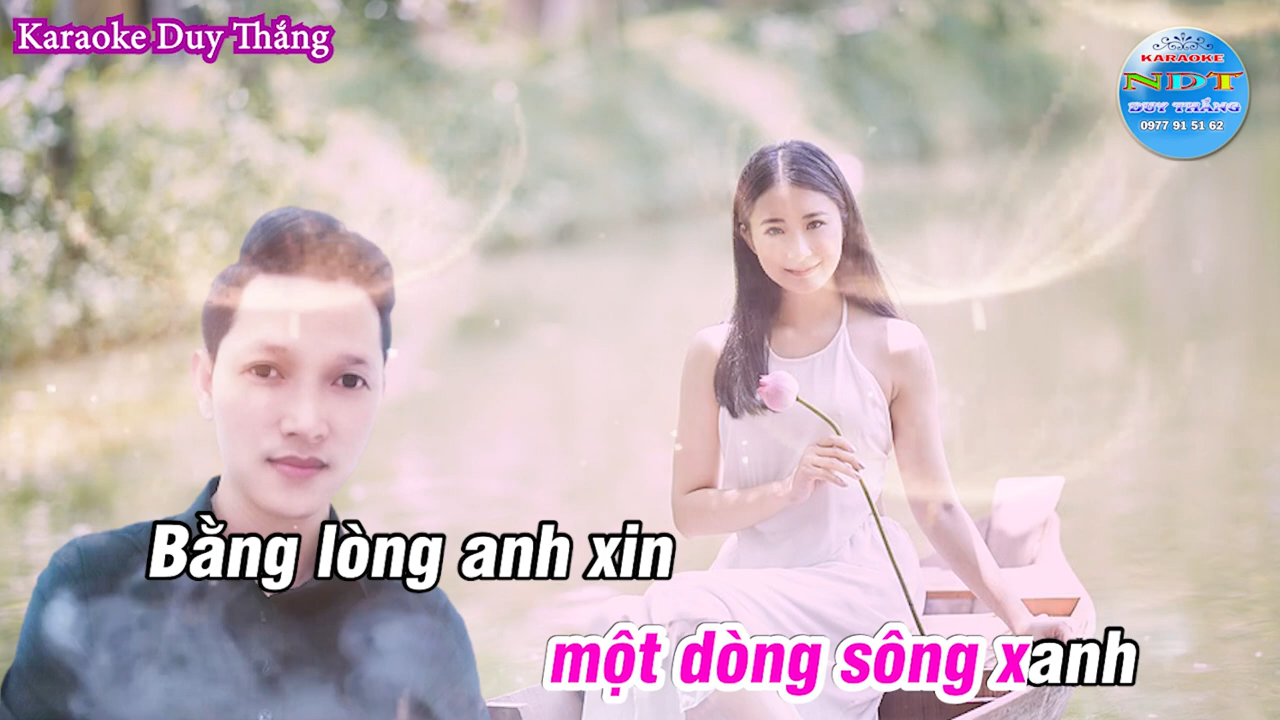 Karaoke Duy Thắng
KARAOKE
NDT
DUY THẮNG
0977 91 51 62
Bằng lòng anh xin
một dòng sông xanh